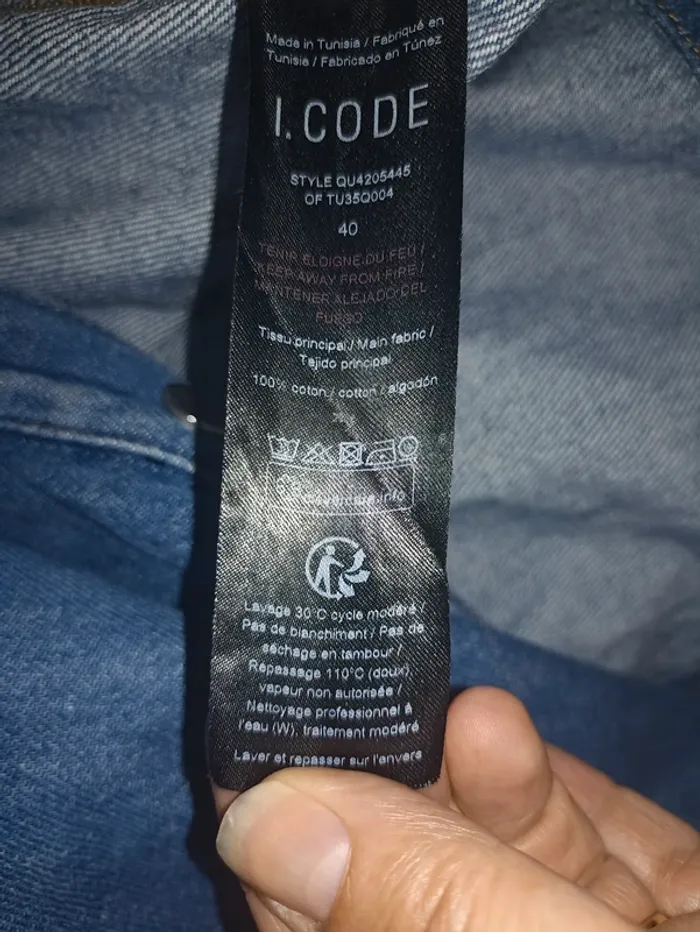 Made in Tunisia / Fabriqué en
Tunisie / Fabricado en Túnez
I.CODE
STYLE QU4205445
OF TU35Q004
40
TENIR ELOIGNE DU FEU /
KEEP AWAY FROM FIRE /
MANTENER ALEJADO DEL
FUEGO
Tissu principal / Main fabric /
Tejido principal
100% coton / cotton / algodón
.info
Lavage 30°C cycle modéré /
Pas de blanchiment / Pas de
séchage en tambour /
Repassage 110°C (doux),
vapeur non autorisée /
Nettoyage professionnel à
l'eau (W), traitement modéré
Laver et repasser sur l'envers